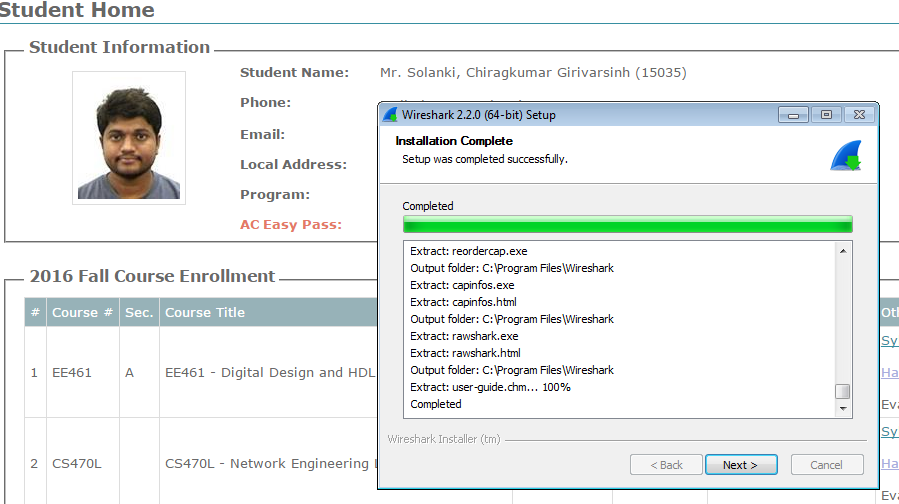 Student Home
Student Information
Student Name: Mr. Solanki, Chiragkumar Girivarsinh (15035)
Phone:
Email:
Local Address:
Program:
AC Easy Pass:
2016 Fall Course Enrollment
# Course # Sec. Course Title
1 EE461 A EE461 - Digital Design and HDL
2 CS470L CS470L - Network Engineering
Wireshark 2.2.0 (64-bit) Setup
Installation Complete
Setup was completed successfully.
Completed
Extract: reordercap.exe
Output folder: C:\Program Files\Wireshark
Extract: capinfos.exe
Extract: capinfos.html
Output folder: C:\Program Files\Wireshark
Extract: rawshark.exe
Extract: rawshark.html
Output folder: C:\Program Files\Wireshark
Extract: user-guide.chm... 100%
Completed
Wireshark Installer (tm)
< Back Next > Cancel